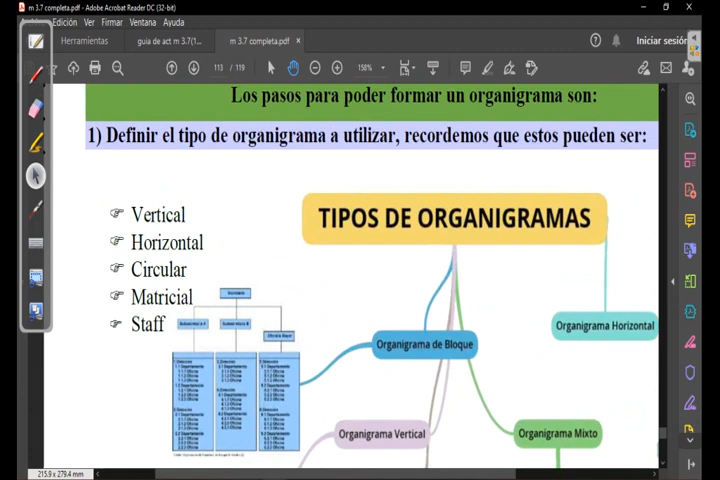 m 3.7 completa.pdf - Adobe Acrobat Reader DC (32-bit)
Edición Ver Firmar Ventana Ayuda
Herramientas
guia de act m 3.7(1...
m 3.7 completa.pdf
Iniciar sesión
113 / 119
158%
Los pasos para poder formar un organigrama son:
1) Definir el tipo de organigrama a utilizar, recordemos que estos pueden ser:
Vertical
Horizontal
Circular
Matricial
Staff
TIPOS DE ORGANIGRAMAS
Organigrama Horizontal
Organigrama de Bloque
Organigrama Vertical
Organigrama Mixto
215.9 x 279.4 mm